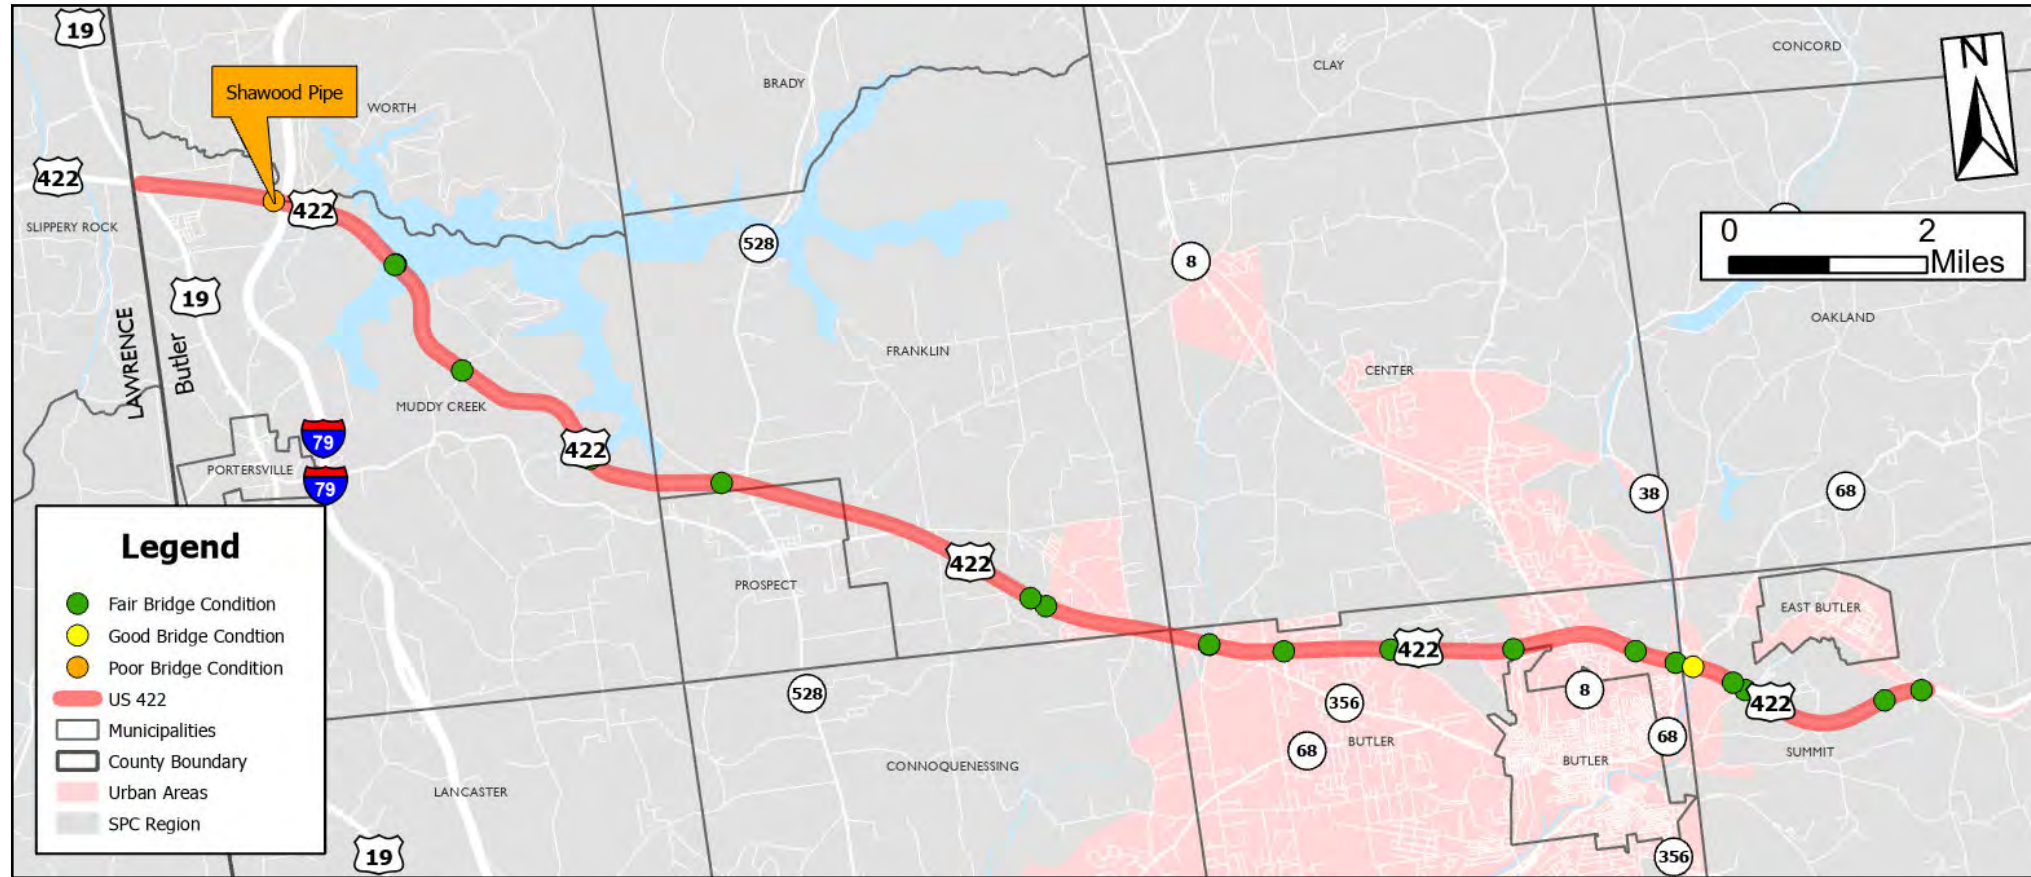 19
Shawood Pipe
WORTH
BRADY
CLAY
CONCORD
N
422
422
SLIPPERY ROCK
528
8
0 2
Miles
19
LAWRENCE
Butler
FRANKLIN
OAKLAND
CENTER
MUDDY CREEK
79
422
PORTERSVILLE
79
38
68
Legend
Fair Bridge Condition
Good Bridge Condtion
Poor Bridge Condition
US 422
Municipalities
County Boundary
Urban Areas
SPC Region
422
PROSPECT
EAST BUTLER
422
528
356
8
422
68
BUTLER
68
SUMMIT
BUTLER
CONNOQUENESSING
LANCASTER
19
356